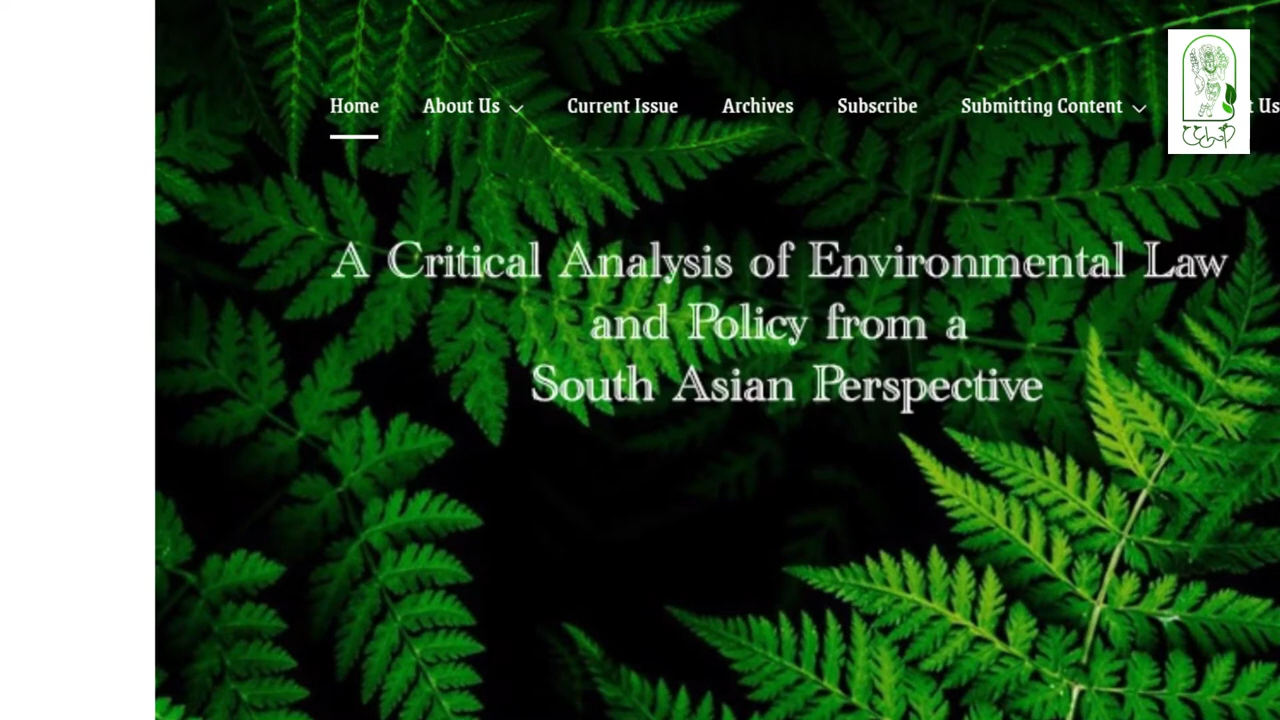 Home About Us Current Issue Archives Subscribe Submitting Content t Us
A Critical Analysis of Environmental Law
and Policy from a
South Asian Perspective